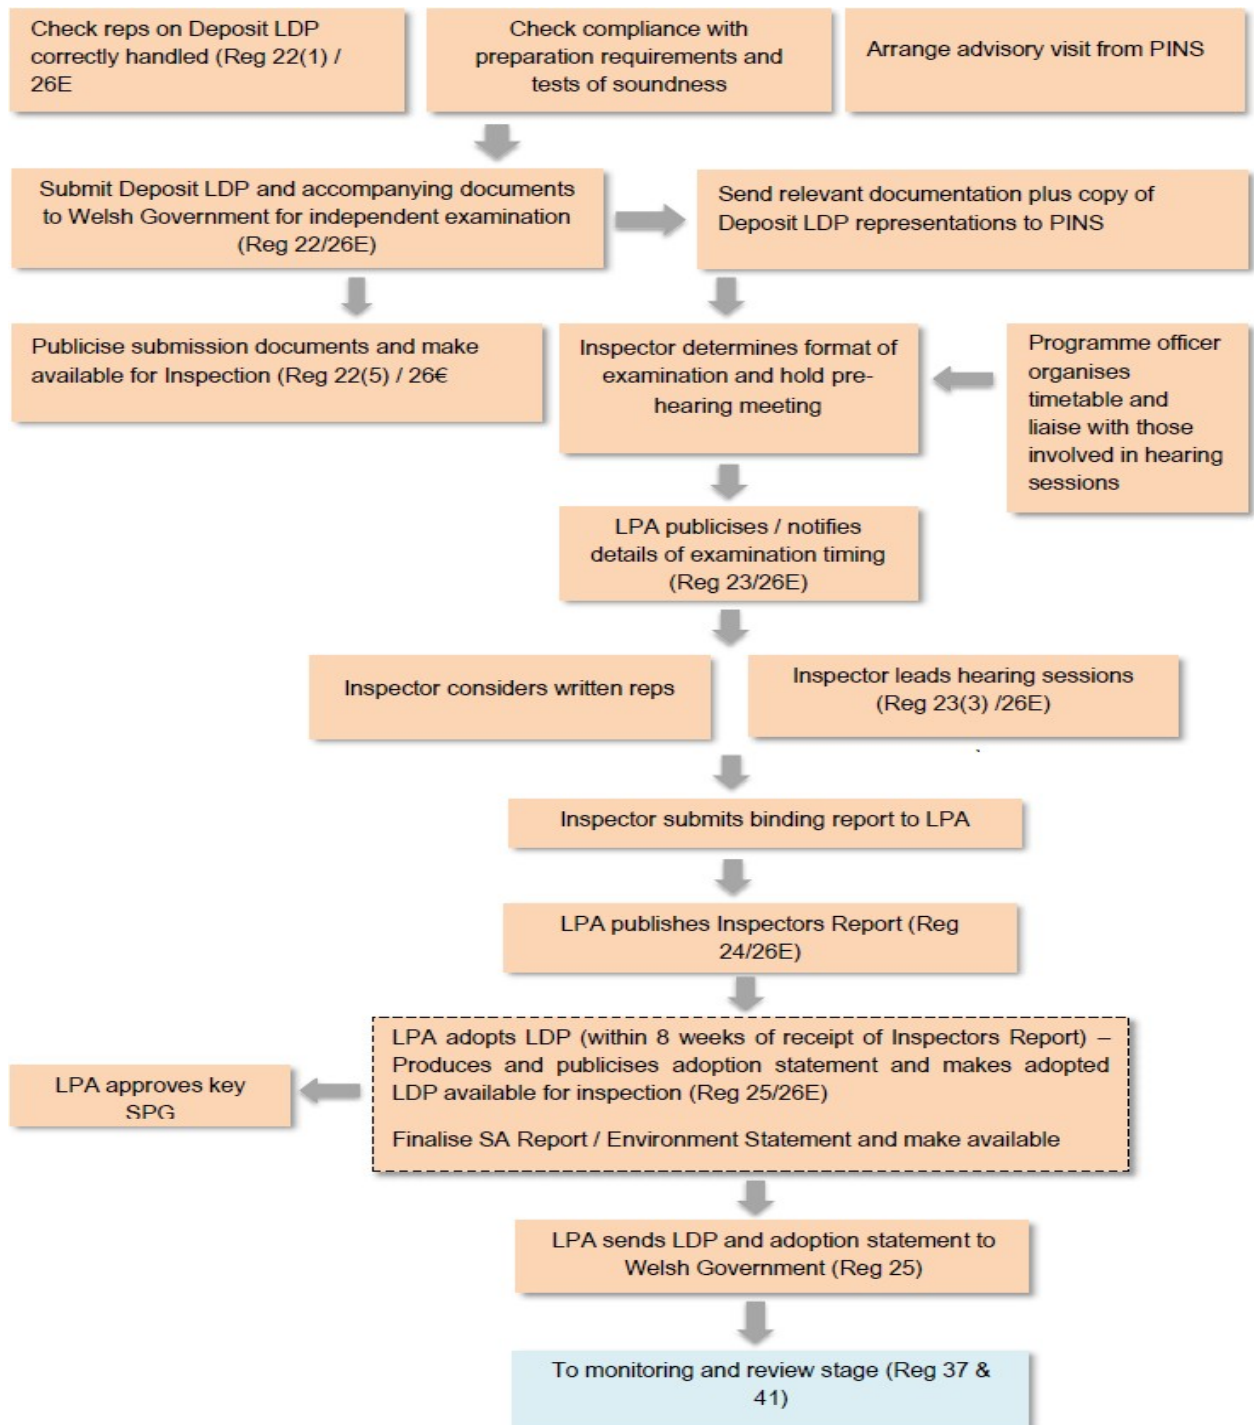 Check reps on Deposit LDP
correctly handled (Reg 22(1) /
26E
Check compliance with
preparation requirements and
tests of soundness
Arrange advisory visit from PINS
Submit Deposit LDP and accompanying documents
to Welsh Government for independent examination
(Reg 22/26E)
Send relevant documentation plus copy of
Deposit LDP representations to PINS
Publicise submission documents and make
available for Inspection (Reg 22(5) / 26€
Inspector determines format of
examination and hold pre-
hearing meeting
Programme officer
organises
timetable and
liaise with those
involved in hearing
sessions
LPA publicises / notifies
details of examination timing
(Reg 23/26E)
Inspector considers written reps
Inspector leads hearing sessions
(Reg 23(3) /26E)
Inspector submits binding report to LPA
LPA publishes Inspectors Report (Reg
24/26E)
LPA adopts LDP (within 8 weeks of receipt of Inspectors Report) –
Produces and publicises adoption statement and makes adopted
LDP available for inspection (Reg 25/26E)
Finalise SA Report / Environment Statement and make available
LPA approves key
SPG
LPA sends LDP and adoption statement to
Welsh Government (Reg 25)
To monitoring and review stage (Reg 37 &
41)